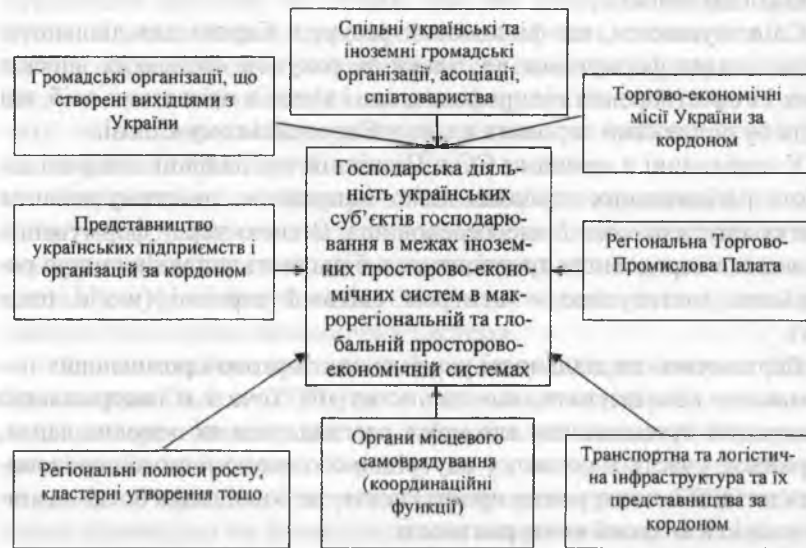 Спільні українські та
іноземні громадські
організації, асоціації,
співтовариства
Громадські організації, що
створені вихідцями з
України
Торгово-економічні
місії України за
кордоном
Господарська діяль-
ність українських
суб’єктів господарю-
вання в межах інозем-
них просторово-еконо-
мічних систем в мак-
рорегіональній та гло-
бальній просторово-
економічній системах
Представництво
українських підприємств і
організацій за кордоном
Регіональна Торгово-
Промислова Палата
Регіональні полюси росту,
кластерні утворення тощо
Органи місцевого
самоврядування
(координаційні
функції)
Транспортна та логістич-
на інфраструктура та їх
представництва за
кордоном